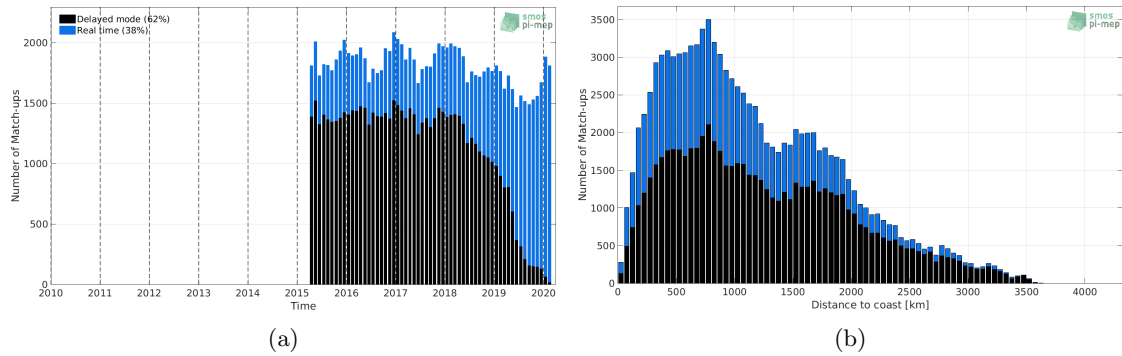 Delayed mode (62%)
Real time (38%)
smos
pi-mep
Number of Match-ups
2000
1500
1000
500
0
2010 2011 2012 2013 2014 2015 2016 2017 2018 2019 2020
Time
(a)
smos
pi-mep
Number of Match-ups
3500
3000
2500
2000
1500
1000
500
0
0 500 1000 1500 2000 2500 3000 3500 4000
Distance to coast [km]
(b)